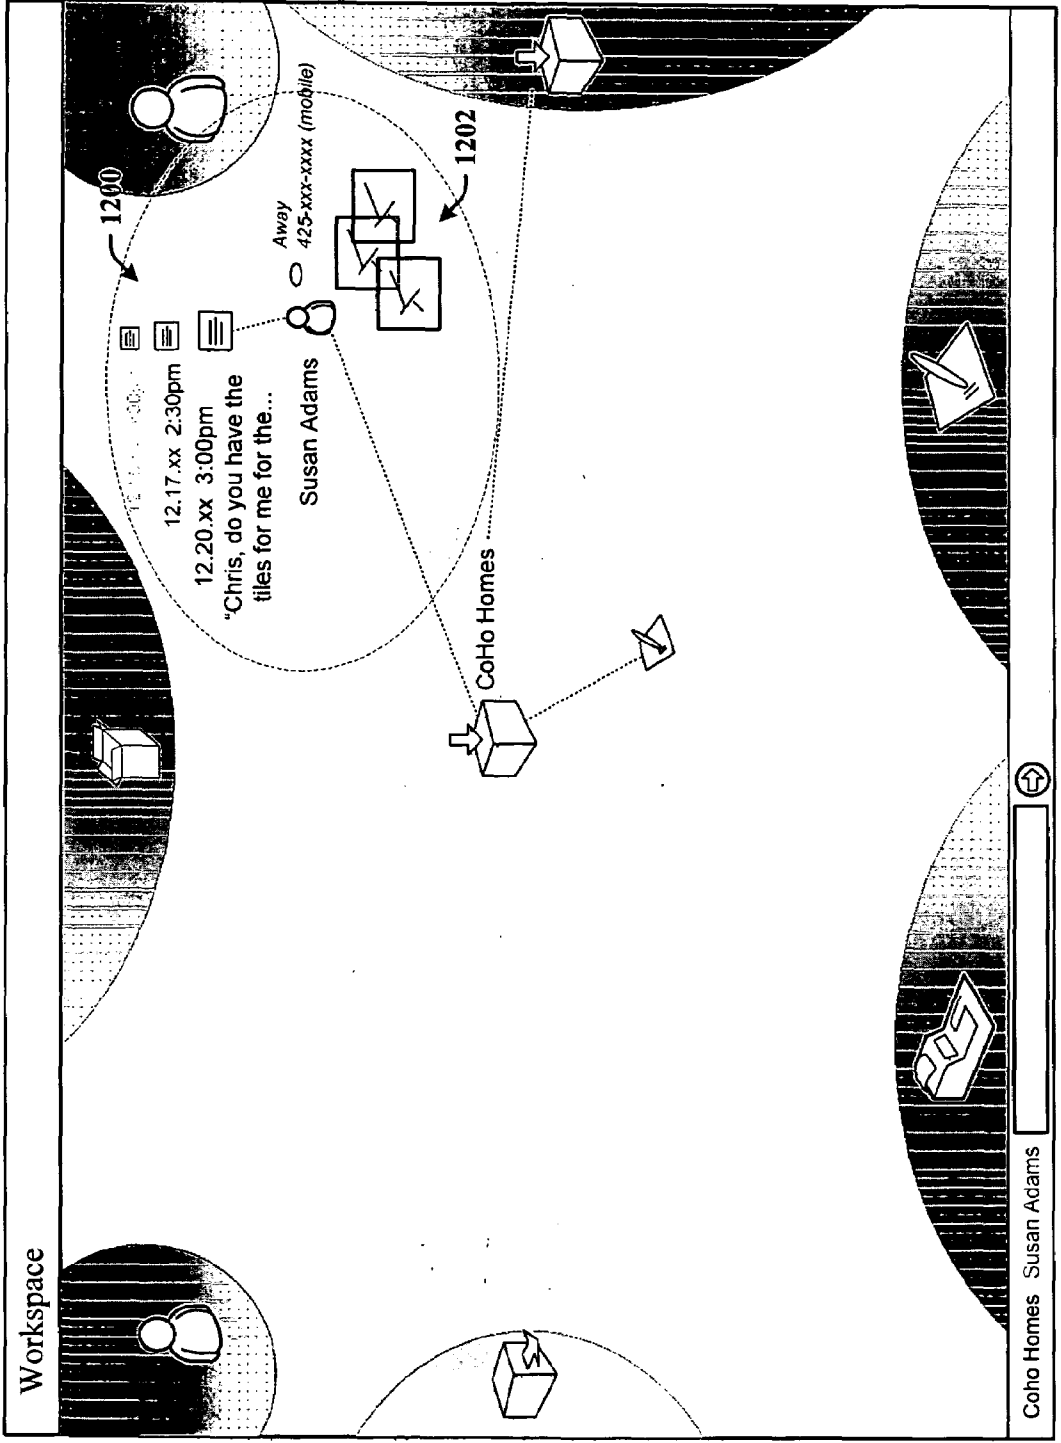 Workspace
1200
12.17.xx 2:30pm
12.20.xx 3:00pm
"Chris, do you have the
tiles for me for the...
Away
425-xxx-xxxx (mobile)
Susan Adams
1202
CoHo Homes
Coho Homes Susan Adams